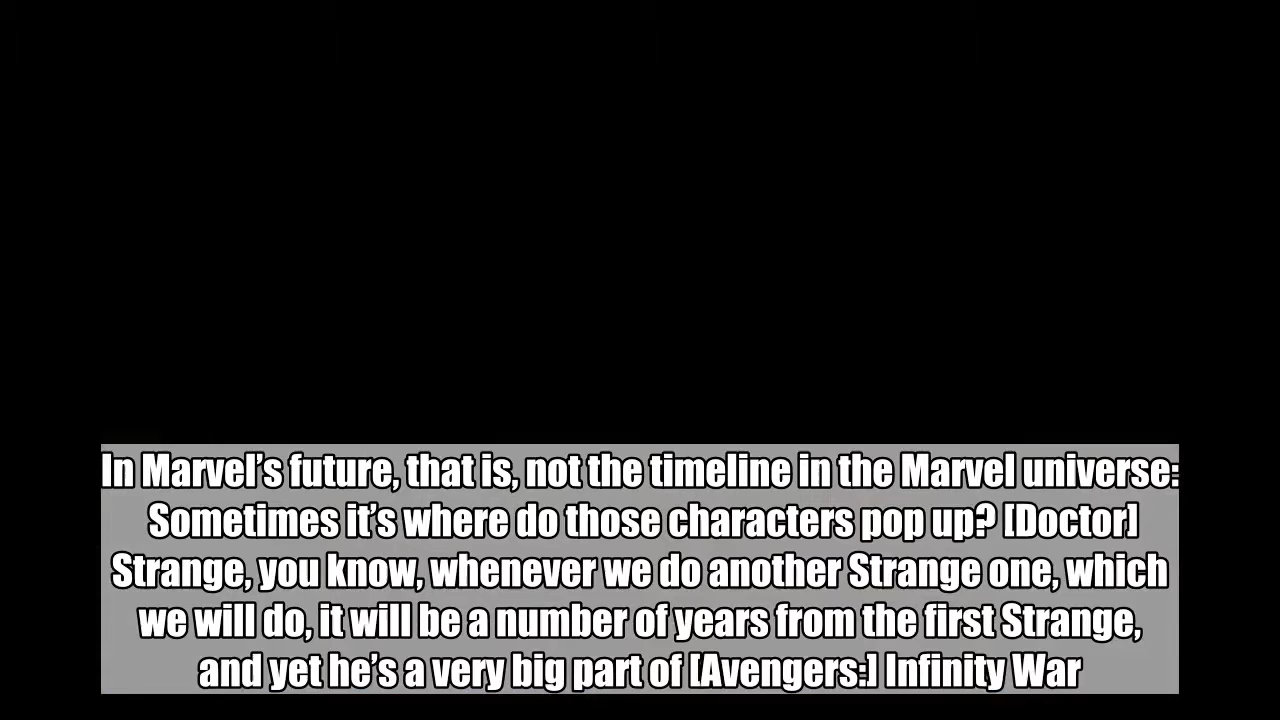 In Marvel’s future, that is, not the timeline in the Marvel universe:
Sometimes it’s where do those characters pop up? [Doctor]
Strange, you know, whenever we do another Strange one, which
we will do, it will be a number of years from the first Strange,
and yet he’s a very big part of [Avengers:] Infinity War